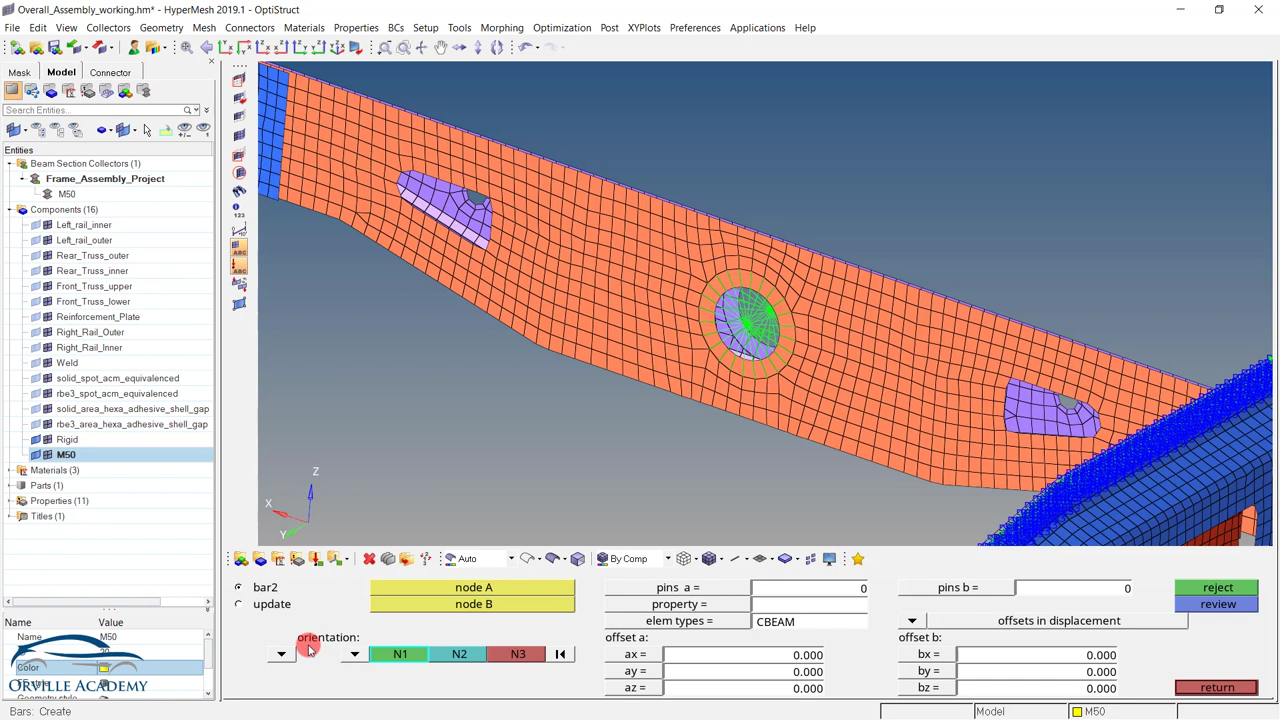 Overall_Assembly_working.hm* - HyperMesh 2019.1 - OptiStruct
File Edit View Collectors Geometry Mesh Connectors Materials Properties BCs Setup Tools Morphing Optimization Post XYPlots Preferences Applications Help
Mask Model Connector
Search Entities...
Entities
Beam Section Collectors (1)
Frame_Assembly_Project
M50
Components (16)
Left_rail_inner
Left_rail_outer
Rear_Truss_outer
Rear_Truss_inner
Front_Truss_upper
Front_Truss_lower
Reinforcement_Plate
Right_Rail_Outer
Right_Rail_Inner
Weld
solid_spot_acm_equivalenced
rbe3_spot_acm_equivalenced
solid_area_hexa_adhesive_shell_gap
rbe3_area_hexa_adhesive_shell_gap
Rigid
M50
Materials (3)
Parts (1)
Properties (11)
Titles (1)
Name Value
Name M50
Color
ORVILLE ACADEMY
Bars: Create
123
ABC
ABC
Z
X
Y
Auto
By Comp
bar2 node A pins a = 0 pins b = 0 reject
update node B property = review
elem types = CBEAM offsets in displacement
orientation: offset a: offset b:
N1 N2 N3 ax = 0.000 bx = 0.000
ay = 0.000 by = 0.000
az = 0.000 bz = 0.000 return
Model M50